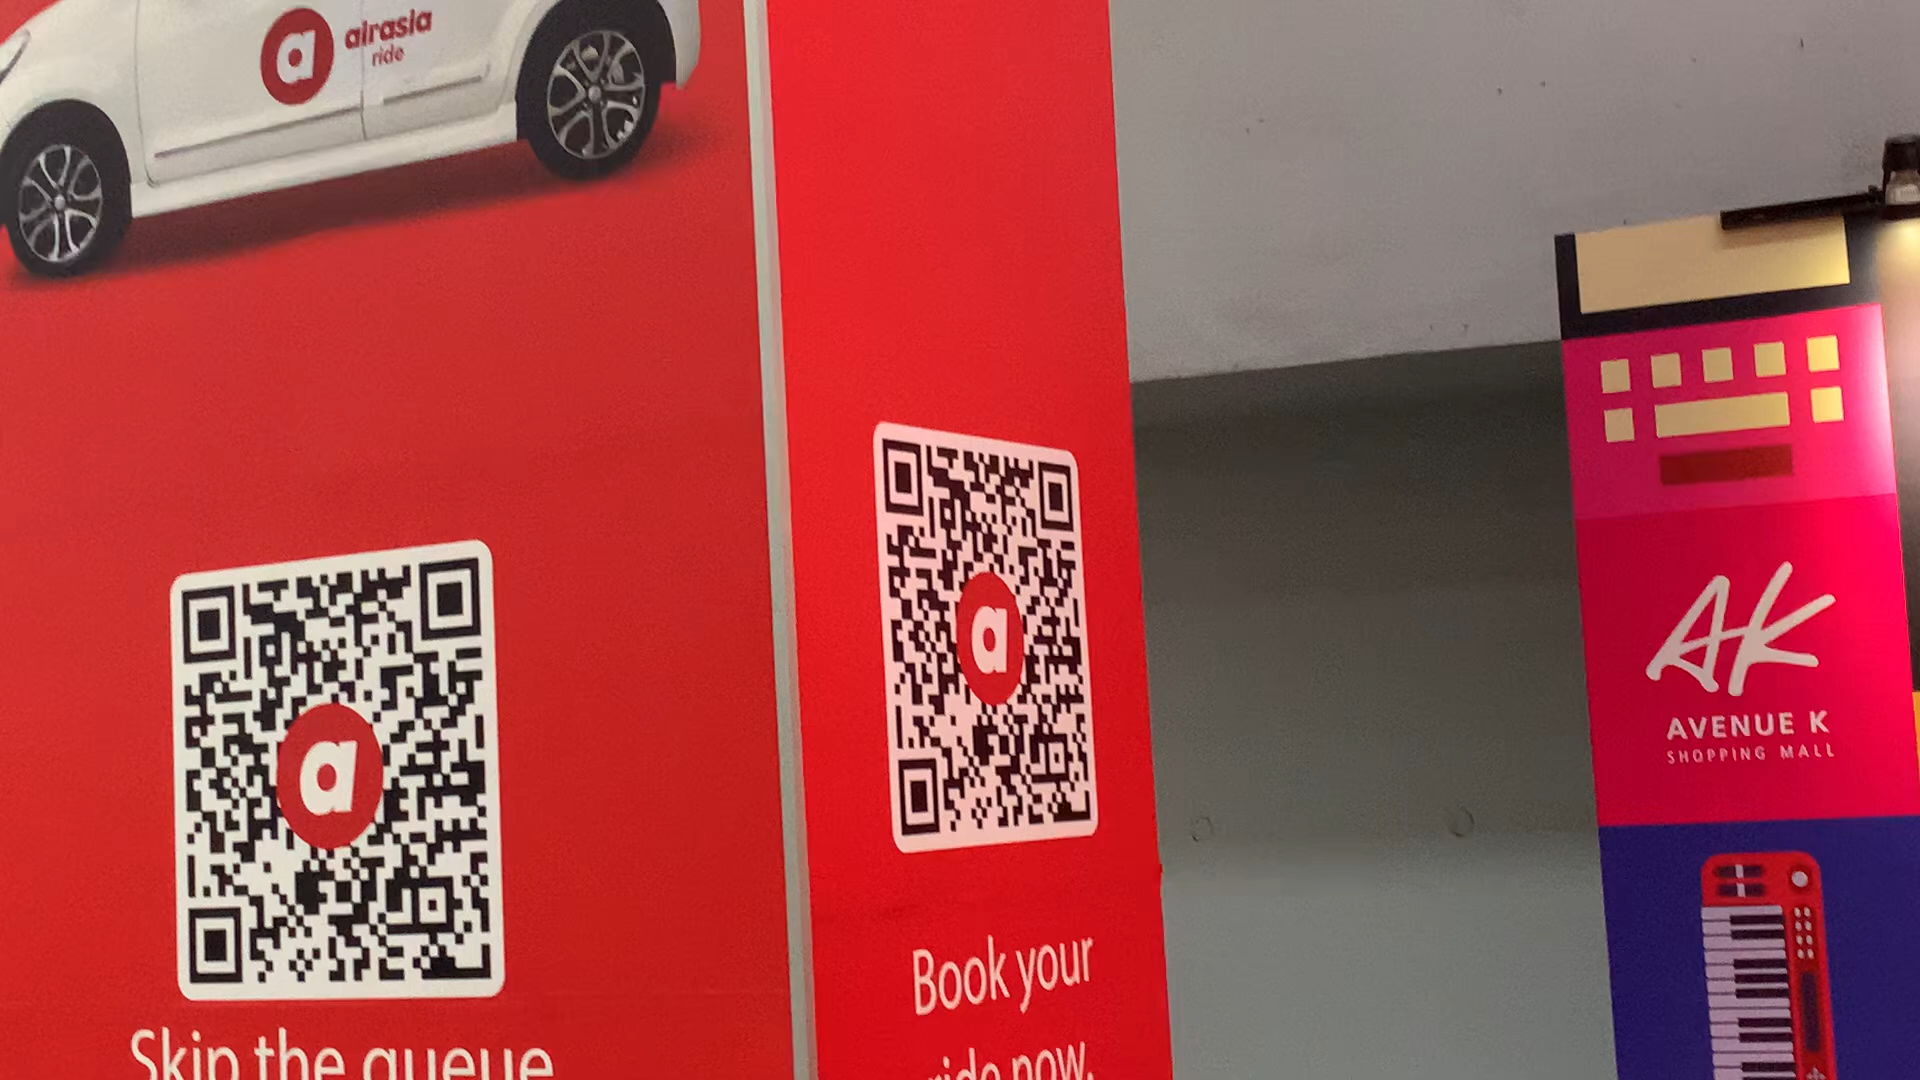 a airasia
ride
a
Skip the queue
a
Book your
ride now.
AK
AVENUE K
SHOPPING MALL